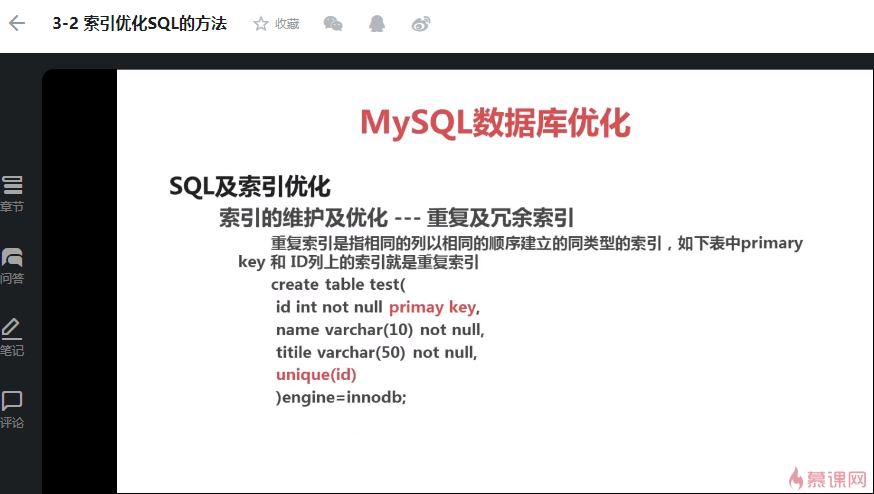 3-2 索引优化SQL的方法
收藏
MySQL数据库优化
SQL及索引优化
索引的维护及优化 --- 重复及冗余索引
重复索引是指相同的列以相同的顺序建立的同类型的索引，如下表中primary
key 和 ID列上的索引就是重复索引
create table test(
id int not null primay key,
name varchar(10) not null,
titile varchar(50) not null,
unique(id)
)engine=innodb;
章节
问答
笔记
评论
慕课网